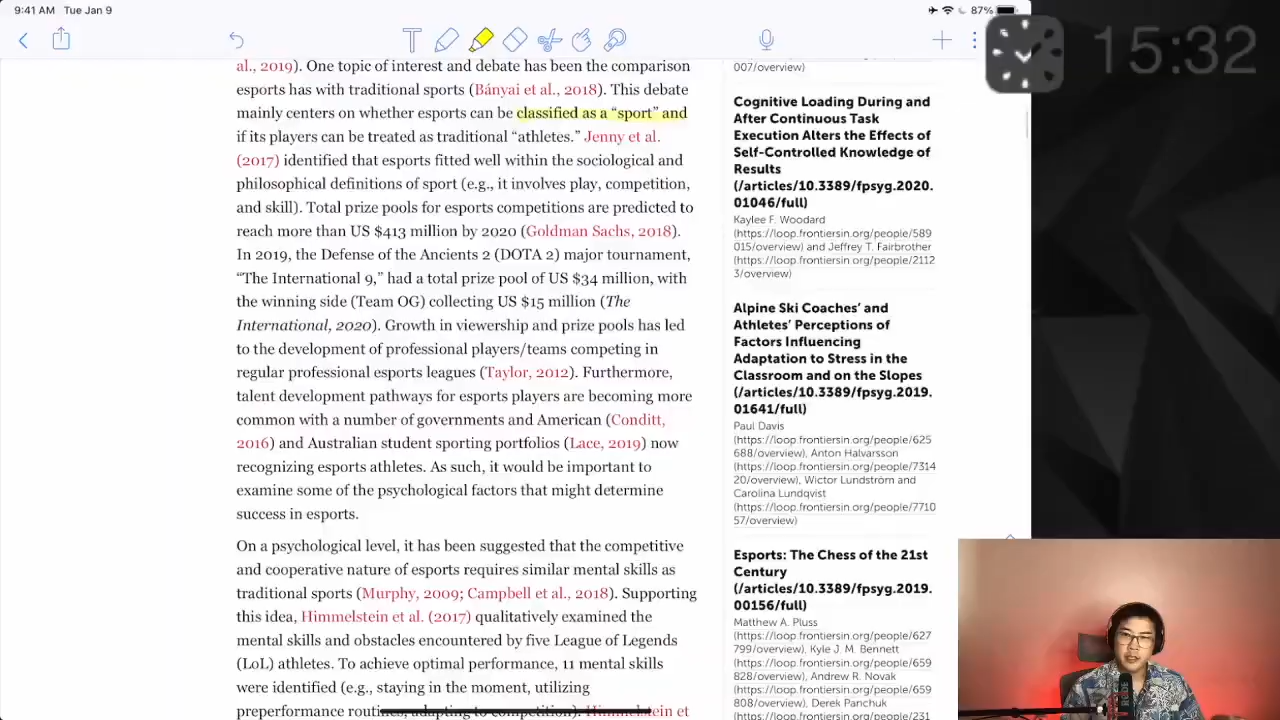 9:41 AM Tue Jan 9
87%
15:32
al., 2019). One topic of interest and debate has been the comparison
esports has with traditional sports (Bányai et al., 2018). This debate
mainly centers on whether esports can be classified as a “sport” and
if its players can be treated as traditional “athletes.” Jenny et al.
(2017) identified that esports fitted well within the sociological and
philosophical definitions of sport (e.g., it involves play, competition,
and skill). Total prize pools for esports competitions are predicted to
reach more than US $413 million by 2020 (Goldman Sachs, 2018).
In 2019, the Defense of the Ancients 2 (DOTA 2) major tournament,
“The International 9,” had a total prize pool of US $34 million, with
the winning side (Team OG) collecting US $15 million (The
International, 2020). Growth in viewership and prize pools has led
to the development of professional players/teams competing in
regular professional esports leagues (Taylor, 2012). Furthermore,
talent development pathways for esports players are becoming more
common with a number of governments and American (Conditt,
2016) and Australian student sporting portfolios (Lace, 2019) now
recognizing esports athletes. As such, it would be important to
examine some of the psychological factors that might determine
success in esports.
On a psychological level, it has been suggested that the competitive
and cooperative nature of esports requires similar mental skills as
traditional sports (Murphy, 2009; Campbell et al., 2018). Supporting
this idea, Himmelstein et al. (2017) qualitatively examined the
mental skills and obstacles encountered by five League of Legends
(LoL) athletes. To achieve optimal performance, 11 mental skills
were identified (e.g., staying in the moment, utilizing
preperformance routines, adapting to competition). Himmelstein et
007/overview)
Cognitive Loading During and
After Continuous Task
Execution Alters the Effects of
Self-Controlled Knowledge of
Results
(/articles/10.3389/fpsyg.2020.
01046/full)
Kaylee F. Woodard
(https://loop.frontiersin.org/people/589
015/overview) and Jeffrey T. Fairbrother
(https://loop.frontiersin.org/people/2112
3/overview)
Alpine Ski Coaches’ and
Athletes’ Perceptions of
Factors Influencing
Adaptation to Stress in the
Classroom and on the Slopes
(/articles/10.3389/fpsyg.2019.
01641/full)
Paul Davis
(https://loop.frontiersin.org/people/625
688/overview), Anton Halvarsson
(https://loop.frontiersin.org/people/7314
20/overview), Wictor Lundström and
Carolina Lundqvist
(https://loop.frontiersin.org/people/7710
57/overview)
Esports: The Chess of the 21st
Century
(/articles/10.3389/fpsyg.2019.
00156/full)
Matthew A. Pluss
(https://loop.frontiersin.org/people/627
799/overview), Kyle J. M. Bennett
(https://loop.frontiersin.org/people/659
828/overview), Andrew R. Novak
(https://loop.frontiersin.org/people/659
808/overview), Derek Panchuk
(https://loop.frontiersin.org/people/231
RODE